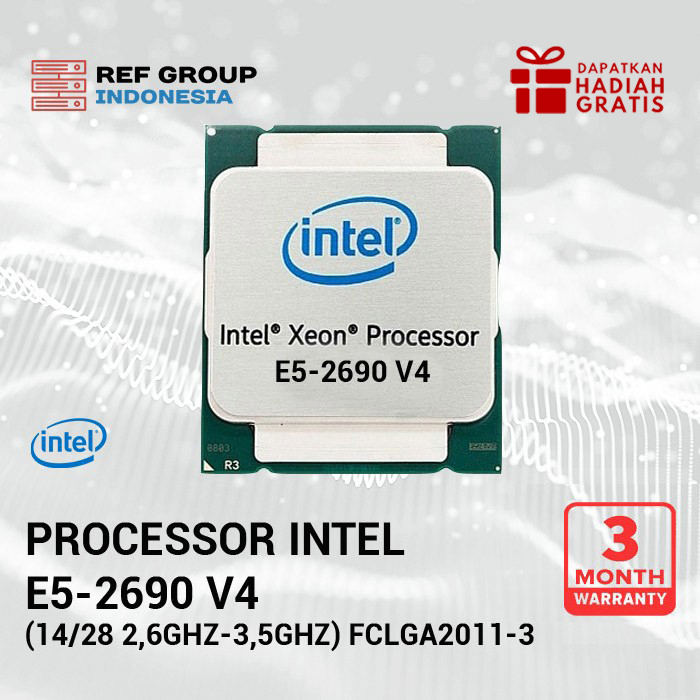 REF GROUP
INDONESIA
DAPATKAN
HADIAH
GRATIS
intel®
Intel® Xeon® Processor
E5-2690 V4
0803
R3
intel
PROCESSOR INTEL
E5-2690 V4
(14/28 2,6GHZ-3,5GHZ) FCLGA2011-3
3
MONTH
WARRANTY